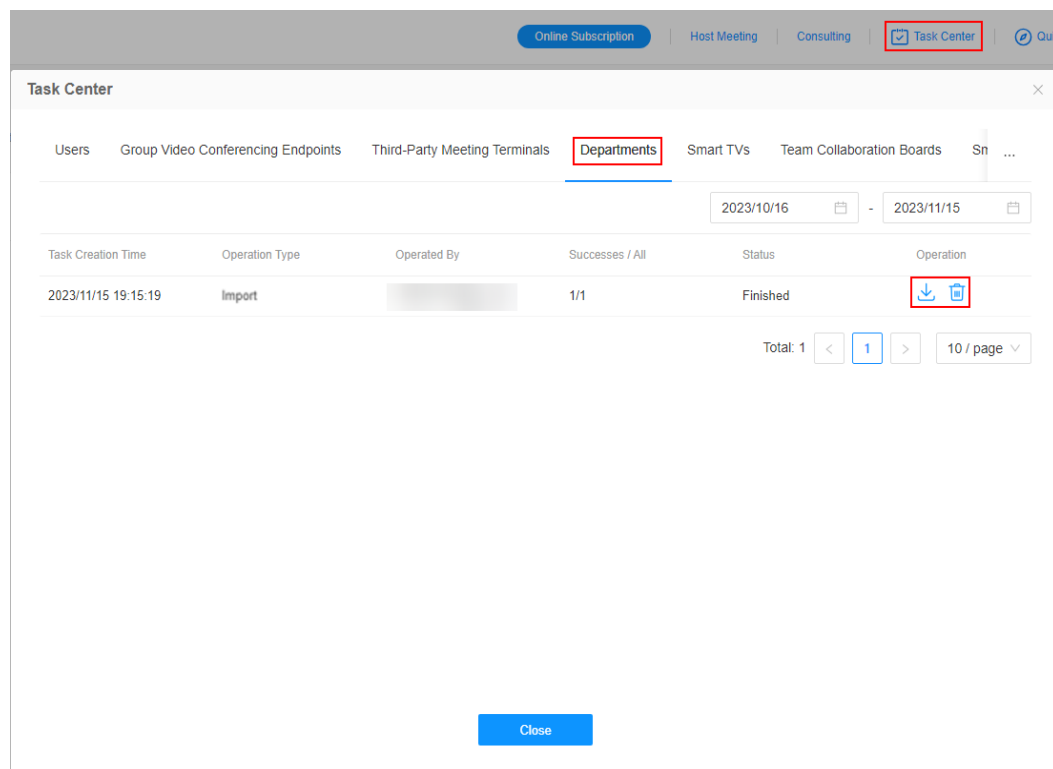 Online Subscription Host Meeting Consulting Task Center
Task Center
Users Group Video Conferencing Endpoints Third-Party Meeting Terminals Departments Smart TVs Team Collaboration Boards ...
2023/10/16 - 2023/11/15
Task Creation Time Operation Type Operated By Successes / All Status Operation
2023/11/15 19:15:19 Import 1/1 Finished
Total: 1 < 1 > 10 / page
Close